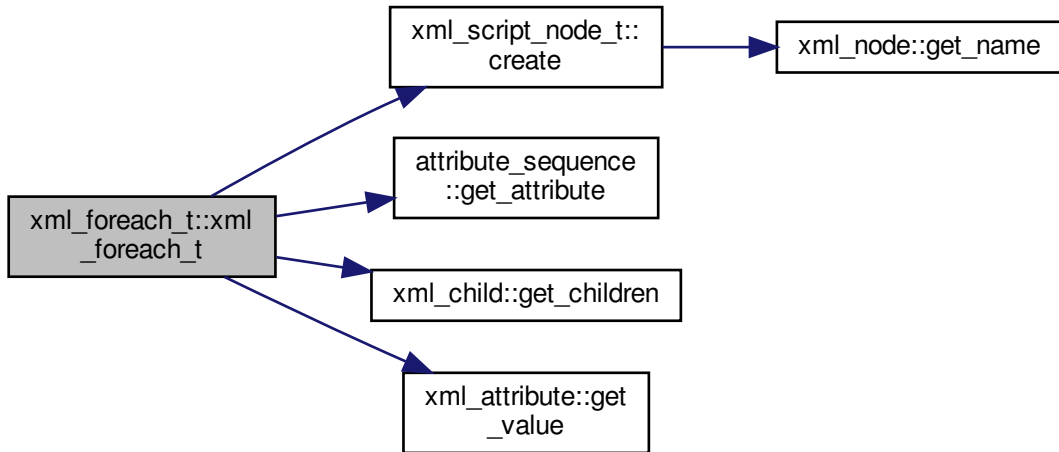 xml_script_node_t::
create
xml_node::get_name
attribute_sequence
::get_attribute
xml_foreach_t::xml
_foreach_t
xml_child::get_children
xml_attribute::get
_value